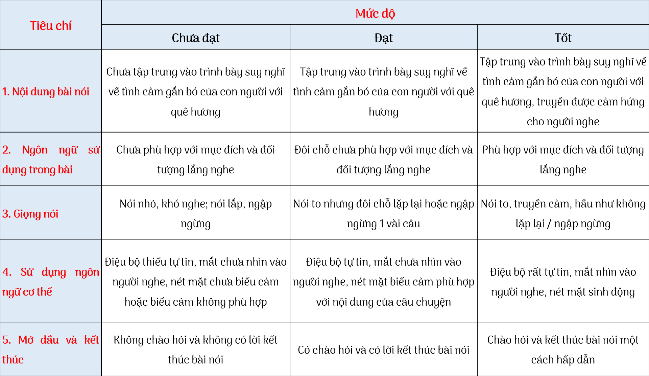 Tiêu chí
Mức độ
Chưa đạt
Đạt
Tốt
1. Nội dung bài nói
Chưa tập trung vào trình bày suy nghĩ
về tình cảm gắn bó của con người với
quê hương
Tập trung vào trình bày suy nghĩ về
tình cảm gắn bó của con người với quê
hương
Tập trung vào trình bày suy nghĩ về
tình cảm gắn bó của con người với
quê hương, truyền được cảm hứng
cho người nghe
2. Ngôn ngữ sử
dụng trong bài
Chưa phù hợp với mục đích và đối
tượng lắng nghe
Đôi chỗ chưa phù hợp với mục đích và
đối tượng lắng nghe
Phù hợp với mục đích và đối tượng
lắng nghe
3. Giọng nói
Nói nhỏ, khó nghe; nói lắp, ngập
ngừng
Nói to nhưng đôi chỗ lặp lại hoặc ngập
ngừng 1 vài câu
Nói to, truyền cảm, hầu như không
lặp lại / ngập ngừng
4. Sử dụng ngôn
ngữ cơ thể
Điệu bộ thiếu tự tin, mắt chưa nhìn vào
người nghe, nét mặt chưa biểu cảm
hoặc biểu cảm không phù hợp
Điệu bộ tự tin, mắt chưa nhìn vào
người nghe, nét mặt biểu cảm phù hợp
với nội dung của câu chuyện
Điệu bộ rất tự tin, mắt nhìn vào
người nghe, nét mặt sinh động
5. Mở đầu và kết
thúc
Không chào hỏi và không có lời kết
thúc bài nói
Có chào hỏi và có lời kết thúc bài nói
Chào hỏi và kết thúc bài nói một
cách hấp dẫn